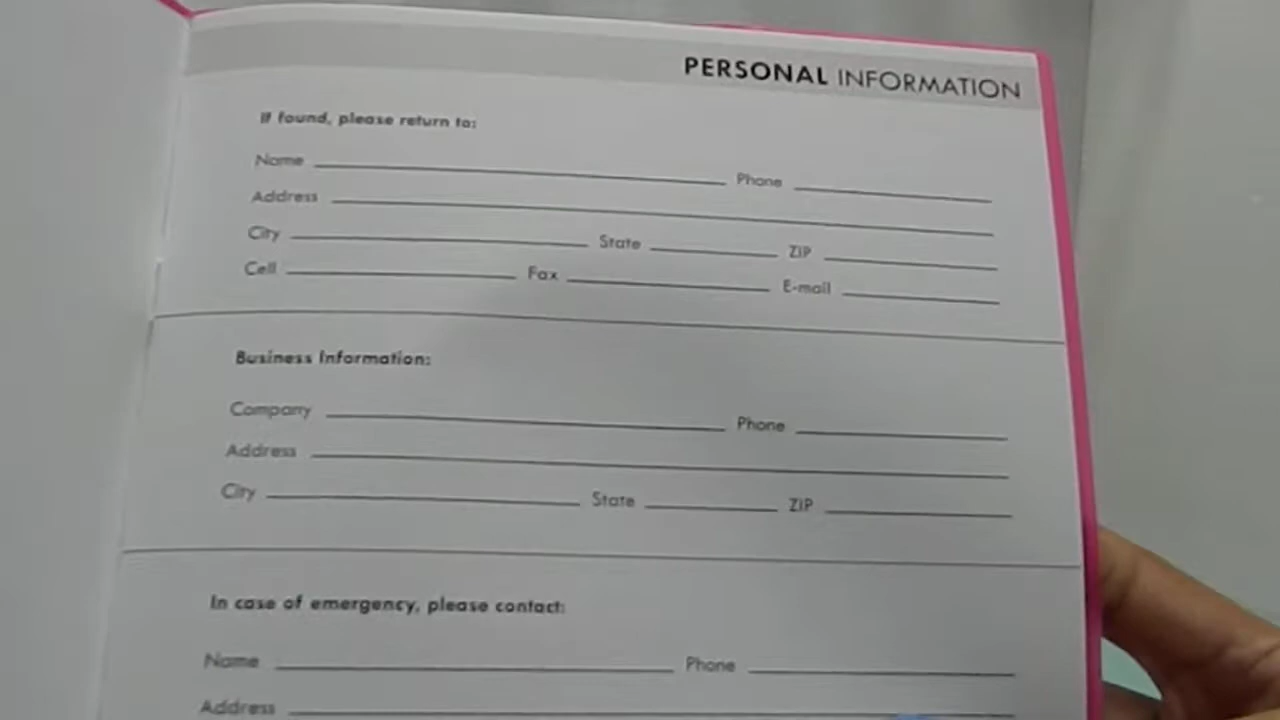 PERSONAL INFORMATION
If found, please return to:
Name Phone
Address
City State ZIP
Cell Fax E-mail
Business Information:
Company Phone
Address
City State ZIP
In case of emergency, please contact:
Name Phone
Address